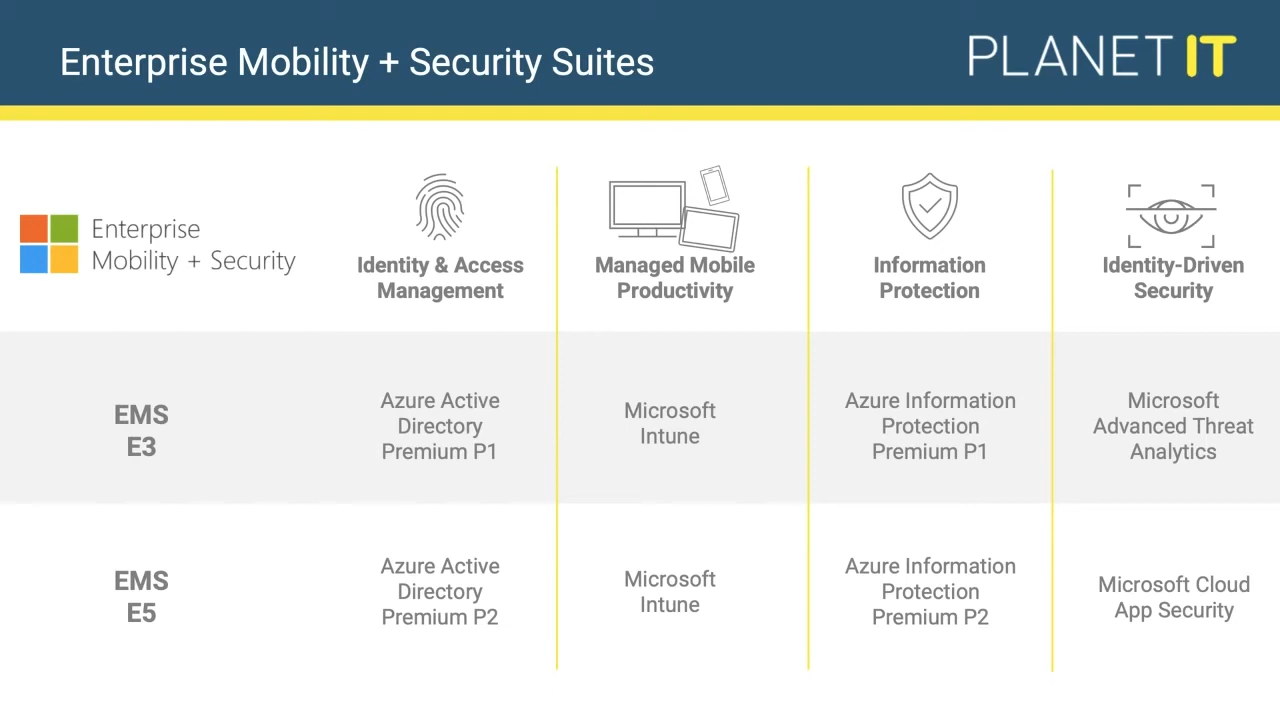 Enterprise Mobility + Security Suites
PLANET IT
Enterprise
Mobility + Security
Identity & Access
Management
Managed Mobile
Productivity
Information
Protection
Identity-Driven
Security
EMS
E3
Azure Active
Directory
Premium P1
Microsoft
Intune
Azure Information
Protection
Premium P1
Microsoft
Advanced Threat
Analytics
EMS
E5
Azure Active
Directory
Premium P2
Microsoft
Intune
Azure Information
Protection
Premium P2
Microsoft Cloud
App Security